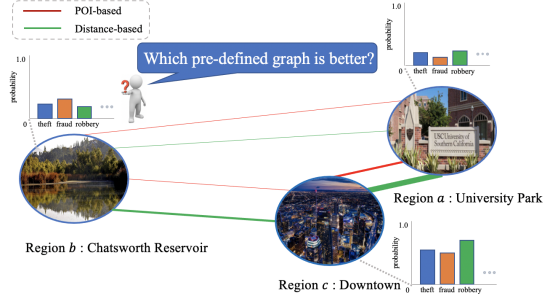 POI-based
Distance-based
Which pre-defined graph is better?
probability
1.0
0
theft fraud robbery
?
probability
1.0
0
theft fraud robbery
USC University of
Southern California
Region a : University Park
Region b : Chatsworth Reservoir
Region c : Downtown
probability
1.0
0
theft fraud robbery